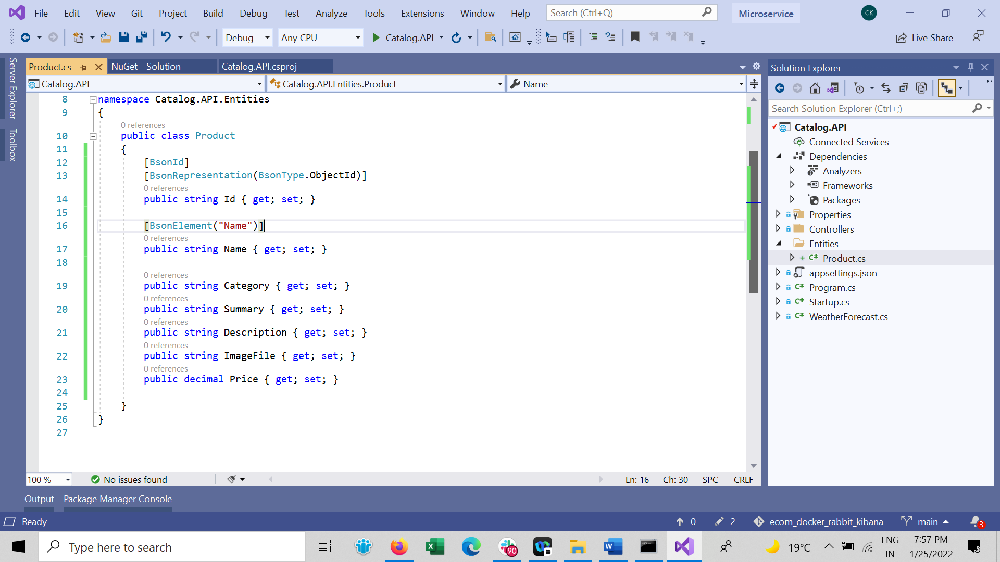 File Edit View Git Project Build Debug Test Analyze Tools Extensions Window Help Search (Ctrl+Q) Microservice CK
Debug Any CPU Catalog.API Live Share
Server Explorer
Toolbox
Product.cs NuGet - Solution Catalog.API.csproj
Catalog.API Catalog.API.Entities.Product Name
8 namespace Catalog.API.Entities
9 {
0 references
10 public class Product
11 {
12 [BsonId]
13 [BsonRepresentation(BsonType.ObjectId)]
0 references
14 public string Id { get; set; }
15
16 [BsonElement("Name")]
0 references
17 public string Name { get; set; }
18
0 references
19 public string Category { get; set; }
0 references
20 public string Summary { get; set; }
0 references
21 public string Description { get; set; }
0 references
22 public string ImageFile { get; set; }
0 references
23 public decimal Price { get; set; }
24
25 }
26 }
27
100 % No issues found Ln: 16 Ch: 30 SPC CRLF
Solution Explorer
Search Solution Explorer (Ctrl+;)
Catalog.API
Connected Services
Dependencies
Analyzers
Frameworks
Packages
Properties
Controllers
Entities
C# Product.cs
appsettings.json
C# Program.cs
C# Startup.cs
C# WeatherForecast.cs
Output Package Manager Console
Ready 0 2 ecom_docker_rabbit_kibana main 3
Type here to search 90 19°C ENG 7:57 PM
IN 1/25/2022